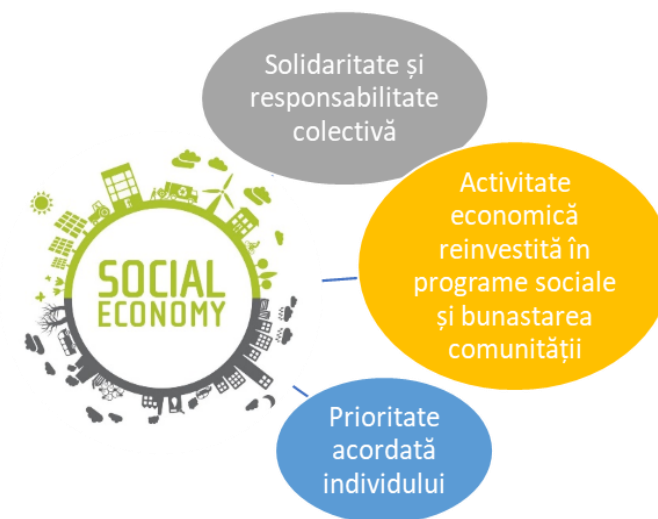 Solidaritate și
responsabilitate
colectivă
Activitate
economică
reinvestită în
programe sociale
și bunastarea
comunității
SOCIAL
ECONOMY
Prioritate
acordată
individului